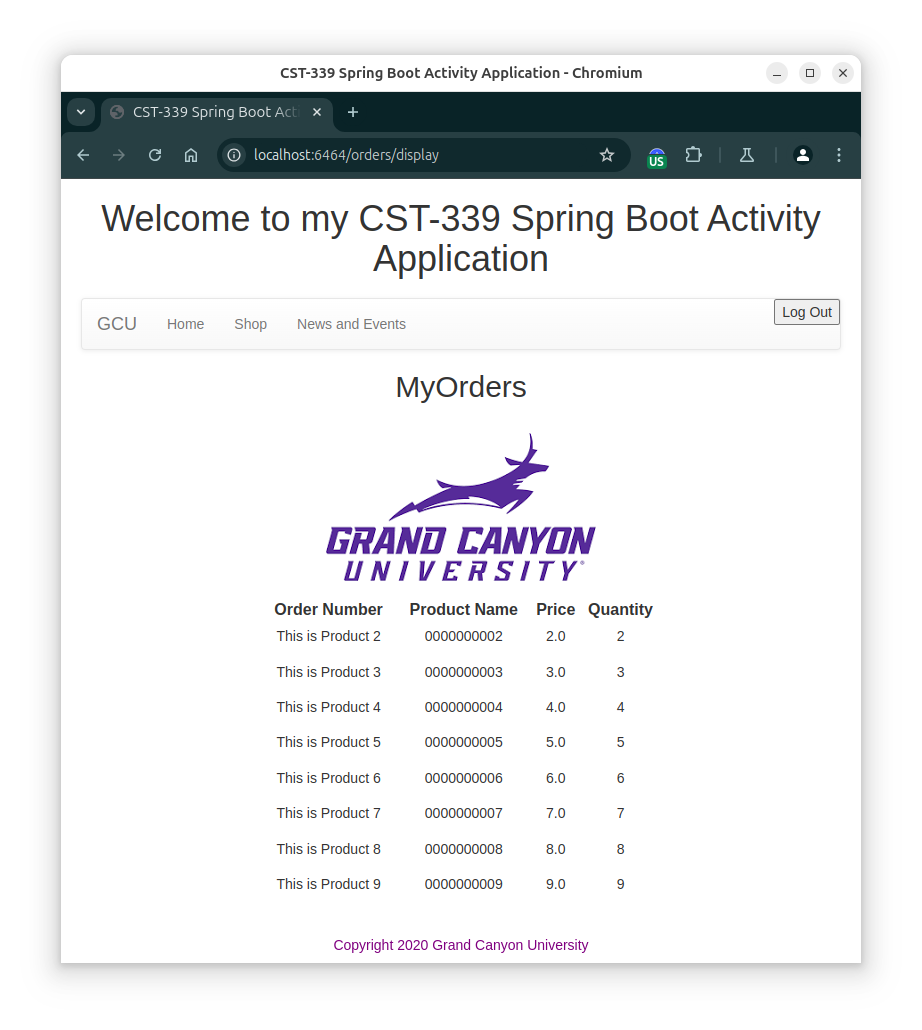 CST-339 Spring Boot Activity Application - Chromium
CST-339 Spring Boot Acti
localhost:6464/orders/display
US
Welcome to my CST-339 Spring Boot Activity
Application
GCU Home Shop News and Events Log Out
MyOrders
GRAND CANYON
UNIVERSITY®
Order Number Product Name Price Quantity
This is Product 2 0000000002 2.0 2
This is Product 3 0000000003 3.0 3
This is Product 4 0000000004 4.0 4
This is Product 5 0000000005 5.0 5
This is Product 6 0000000006 6.0 6
This is Product 7 0000000007 7.0 7
This is Product 8 0000000008 8.0 8
This is Product 9 0000000009 9.0 9
Copyright 2020 Grand Canyon University